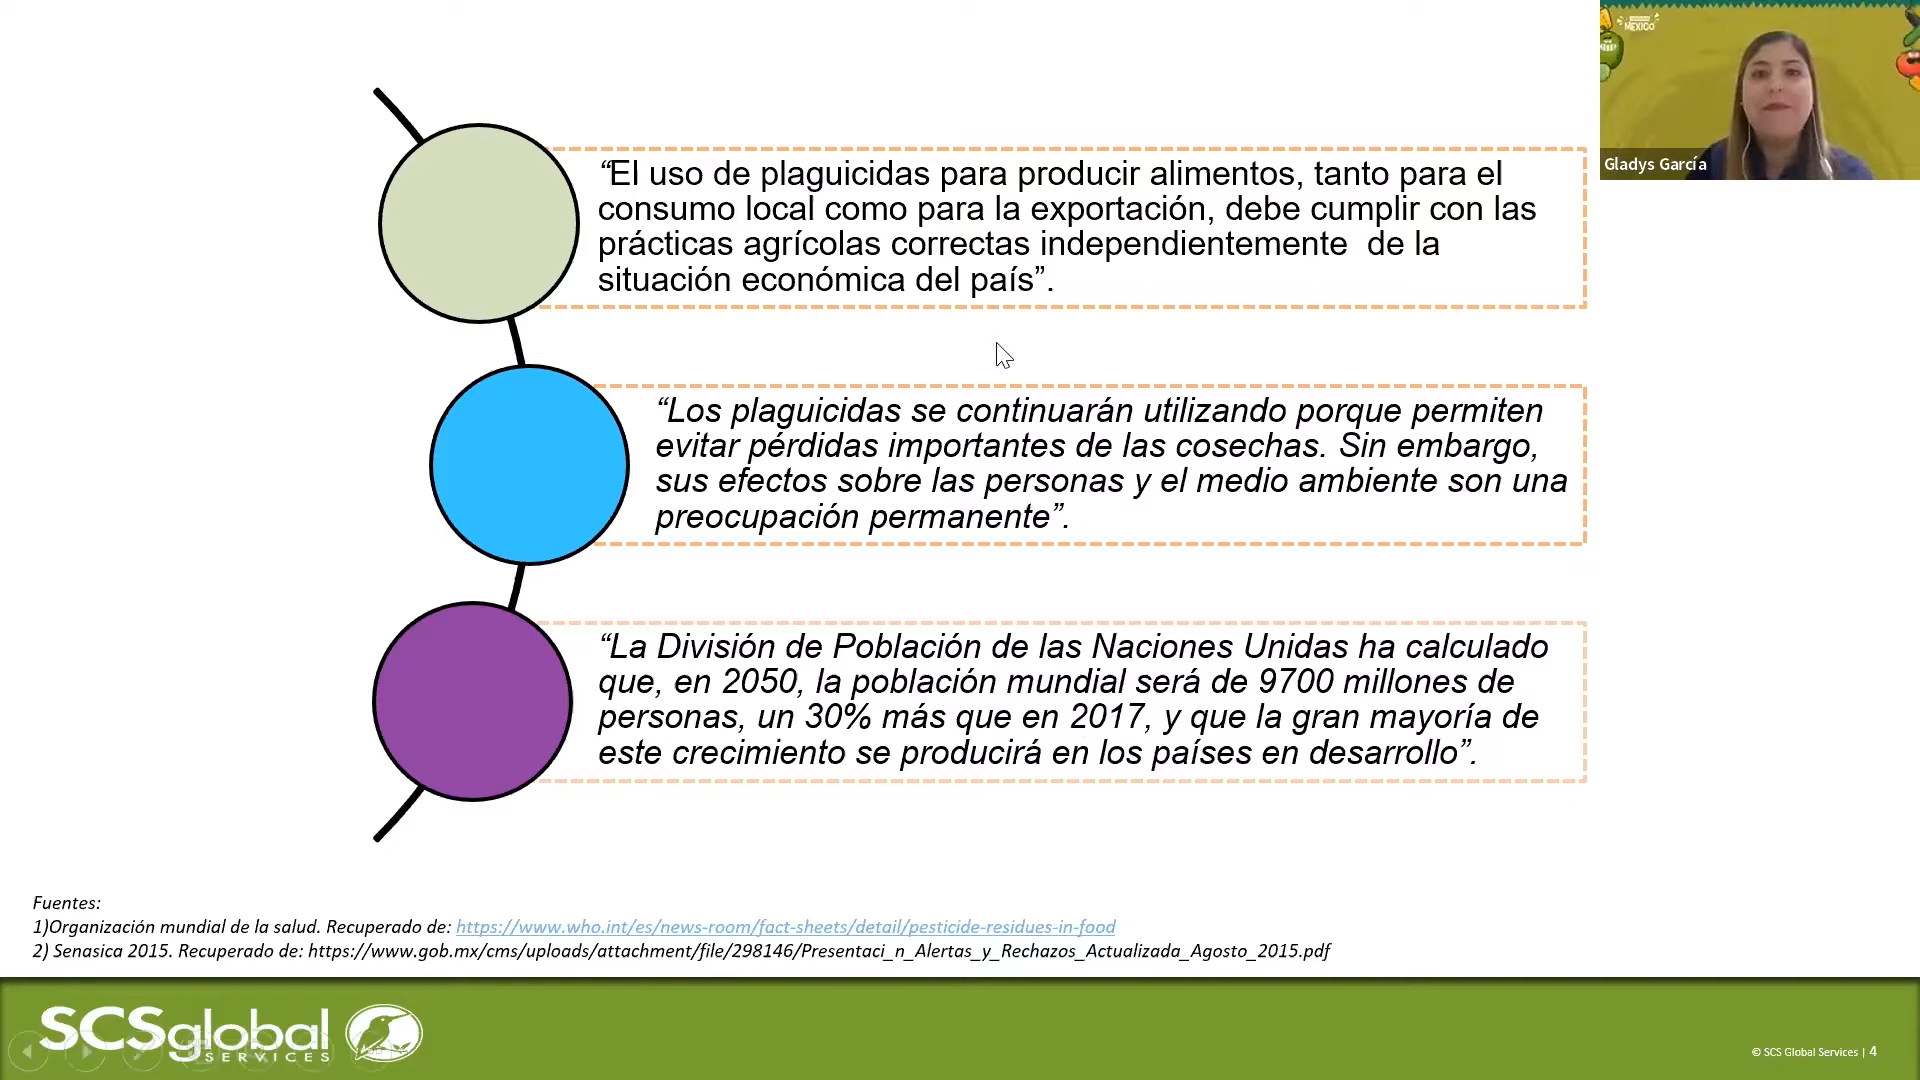 “El uso de plaguicidas para producir alimentos, tanto para el
consumo local como para la exportación, debe cumplir con las
prácticas agrícolas correctas independientemente  de la
situación económica del país”.
“Los plaguicidas se continuarán utilizando porque permiten
evitar pérdidas importantes de las cosechas. Sin embargo,
sus efectos sobre las personas y el medio ambiente son una
preocupación permanente”.
“La División de Población de las Naciones Unidas ha calculado
que, en 2050, la población mundial será de 9700 millones de
personas, un 30% más que en 2017, y que la gran mayoría de
este crecimiento se producirá en los países en desarrollo”.
Fuentes:
1)Organización mundial de la salud. Recuperado de: https://www.who.int/es/news-room/fact-sheets/detail/pesticide-residues-in-food
2) Senasica 2015. Recuperado de: https://www.gob.mx/cms/uploads/attachment/file/298146/Presentaci_n_Alertas_y_Rechazos_Actualizada_Agosto_2015.pdf
SCSglobal
SERVICES
© SCS Global Services | 4
MÉXICO
Gladys García